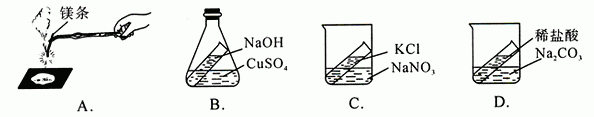 镁条
A.
NaOH
CuSO₄
B.
KCl
NaNO₃
C.
稀盐酸
Na₂CO₃
D.